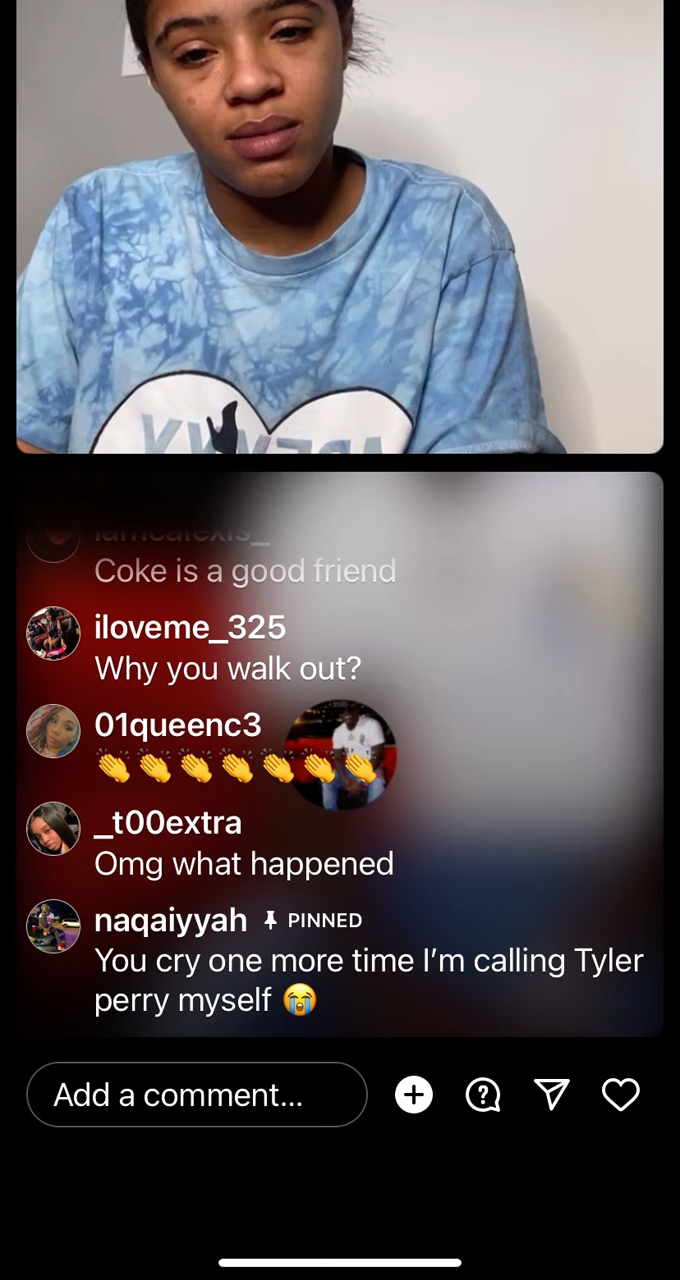 Coke is a good friend
iloveme_325
Why you walk out?
01queenc3
👏👏👏👏👏👏👏
_t00extra
Omg what happened
naqaiyyah PINNED
You cry one more time I’m calling Tyler
perry myself 😭
Add a comment...